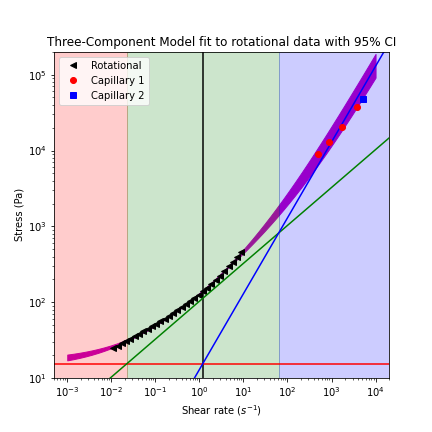 Three-Component Model fit to rotational data with 95% CI
Rotational
Capillary 1
Capillary 2
Stress (Pa)
10⁵
10⁴
10³
10²
10¹
10⁻³ 10⁻² 10⁻¹ 10⁰ 10¹ 10² 10³ 10⁴
Shear rate (s⁻¹)